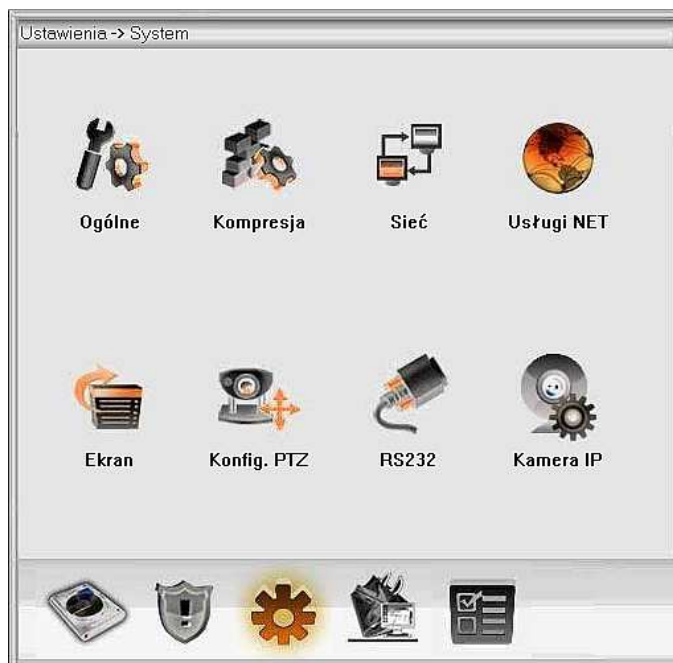 Ustawienia -> System
Ogólne
Kompresja
Sieć
Usługi NET
Ekran
Konfig. PTZ
RS232
Kamera IP